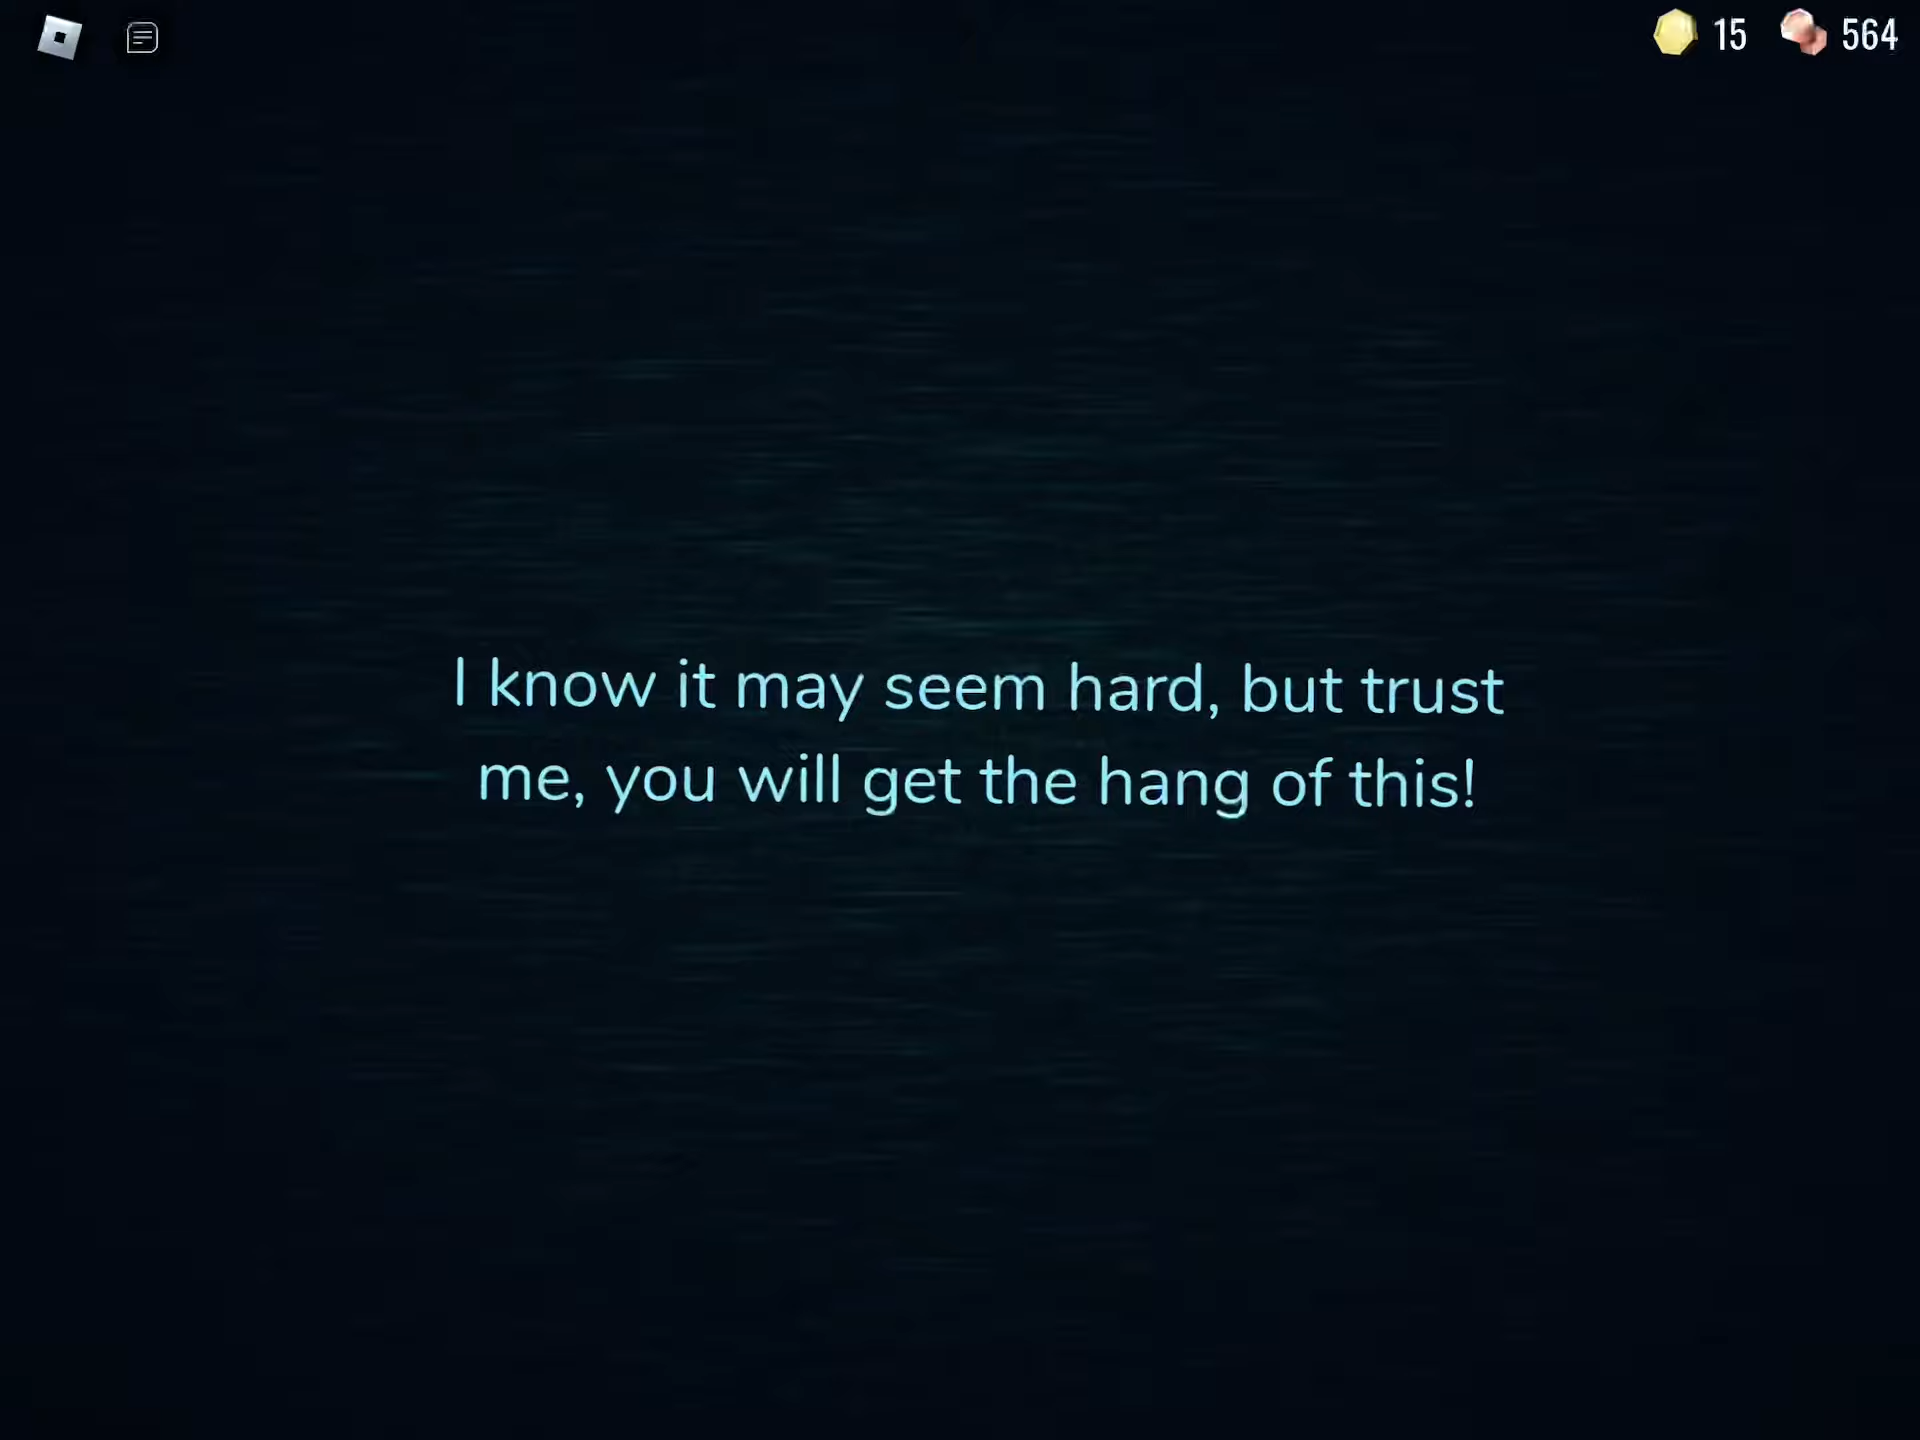 15 564
I know it may seem hard, but trust
me, you will get the hang of this!